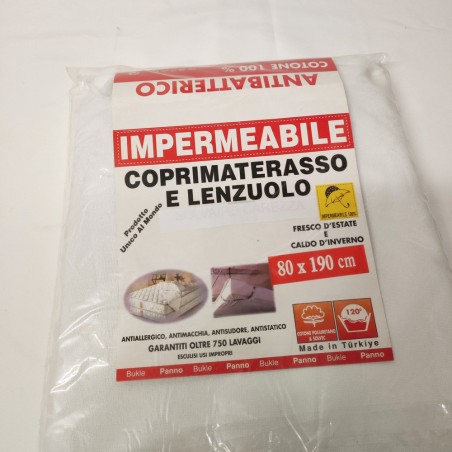 COTONE 100 %
ANTIBATTERICO
IMPERMEABILE
COPRIMATERASSO
E LENZUOLO
Prodotto
Unico Al Mondo
IMPERMEABILE 100%
FRESCO D'ESTATE
E
CALDO D'INVERNO
80 x 190 cm
ANTIALLERGICO, ANTIMACCHIA, ANTISUDORE, ANTISTATICO
GARANTITI OLTRE 750 LAVAGGI
ESCLUSI USI IMPROPRI
120°
Made in Türkiye
Bukle Panno Bukle Panno Bukle Panno Bukle Panno